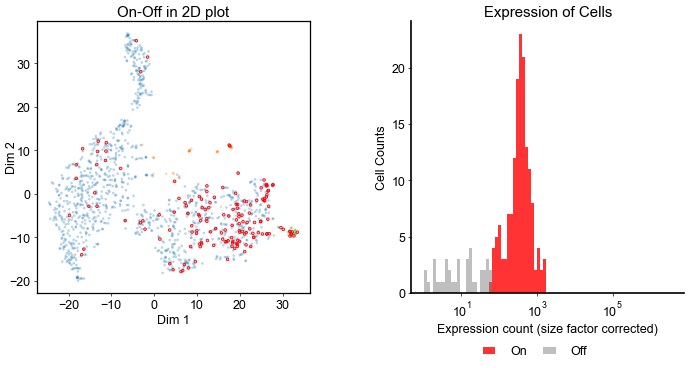 On-Off in 2D plot
30
20
10
0
−10
−20
Dim 2
−20 −10 0 10 20 30
Dim 1
Expression of Cells
20
15
10
5
0
Cell Counts
10^1 10^3 10^5
Expression count (size factor corrected)
On Off